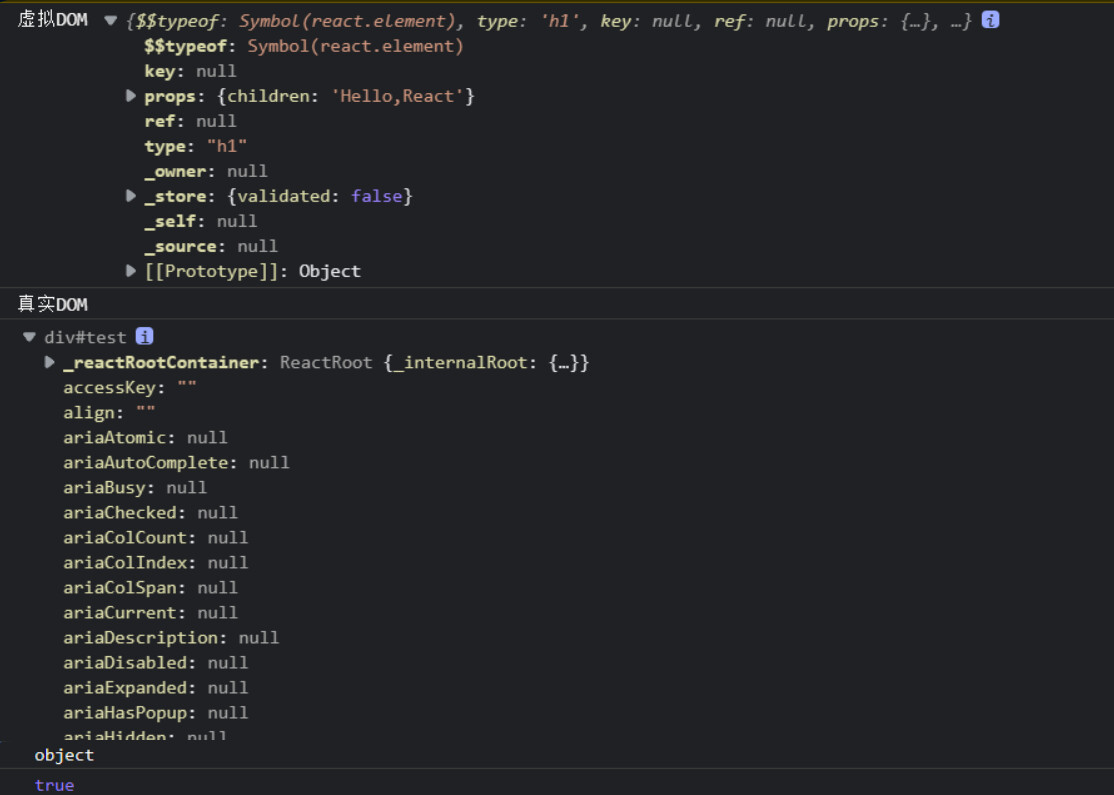 虚拟DOM ▼ {$$typeof: Symbol(react.element), type: 'h1', key: null, ref: null, props: {…}, …} i
$$typeof: Symbol(react.element)
key: null
▶ props: {children: 'Hello,React'}
ref: null
type: "h1"
_owner: null
▶ _store: {validated: false}
_self: null
_source: null
▶ [[Prototype]]: Object
真实DOM
▼ div#test i
▶ _reactRootContainer: ReactRoot {_internalRoot: {…}}
accessKey: ""
align: ""
ariaAtomic: null
ariaAutoComplete: null
ariaBusy: null
ariaChecked: null
ariaColCount: null
ariaColIndex: null
ariaColSpan: null
ariaCurrent: null
ariaDescription: null
ariaDisabled: null
ariaExpanded: null
ariaHasPopup: null
ariaHidden: null
object
true